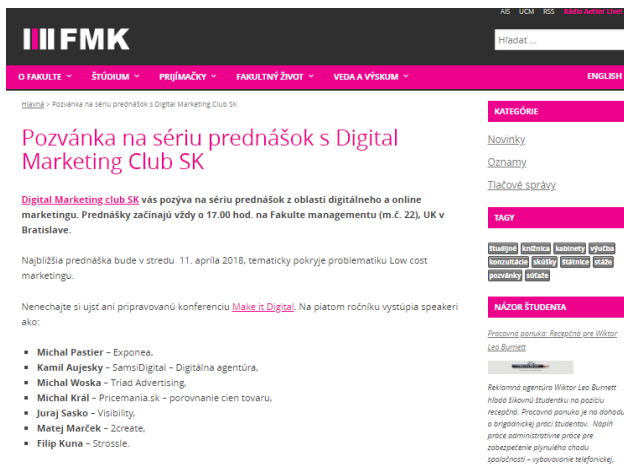 AIS UCM RSS Rádio Aetter Live!
FMK
Hľadať ...
O FAKULTE ŠTÚDIUM PRIJÍMAČKY FAKULTNÝ ŽIVOT VEDA A VÝSKUM ENGLISH
Hlavná > Pozvánka na sériu prednášok s Digital Marketing Club SK
Pozvánka na sériu prednášok s Digital
Marketing Club SK
Digital Marketing club SK vás pozýva na sériu prednášok z oblasti digitálneho a online
marketingu. Prednášky začínajú vždy o 17.00 hod. na Fakulte managementu (m.č. 22), UK v
Bratislave.
Najbližšia prednáška bude v stredu 11. apríla 2018, tematicky pokryje problematiku Low cost
marketingu.
Nenechajte si ujsť ani pripravovanú konferenciu Make it Digital. Na piatom ročníku vystúpia speakeri
ako:
Michal Pastier – Exponea,
Kamil Aujesky – SamsiDigital – Digitálna agentúra,
Michal Woska – Triad Advertising,
Michal Král – Pricemania.sk – porovnanie cien tovaru,
Juraj Sasko – Visibility,
Matej Marček – 2create,
Filip Kuna – Strossle.
KATEGÓRIE
Novinky
Oznamy
Tlačové správy
TAGY
študijné knižnica kabinety výučba
konzultácie skúšky štátnice stáže
pozvánky súťaže
NÁZOR ŠTUDENTA
Pracovná ponuka: Recepčná pre Wiktor
Leo Burnett
Reklamná agentúra Wiktor Leo Burnett
hľadá šikovnú študentku na pozíciu
recepčná. Pracovná ponuka je na dohodu
o brigádnickej práci študentov. Náplň
práce administratívne práce pre
zabezpečenie plynulého chodu
spoločnosti – vybavovanie telefonickej,